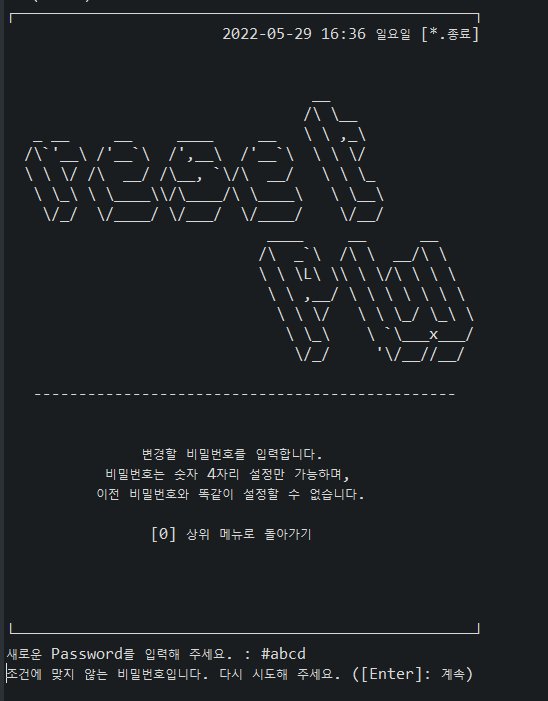 2022-05-29 16:36 일요일 [*.종료]
reset
PW
변경할 비밀번호를 입력합니다.
비밀번호는 숫자 4자리 설정만 가능하며,
이전 비밀번호와 똑같이 설정할 수 없습니다.
[0] 상위 메뉴로 돌아가기
새로운 Password를 입력해 주세요. : #abcd
조건에 맞지 않는 비밀번호입니다. 다시 시도해 주세요. ([Enter]: 계속)